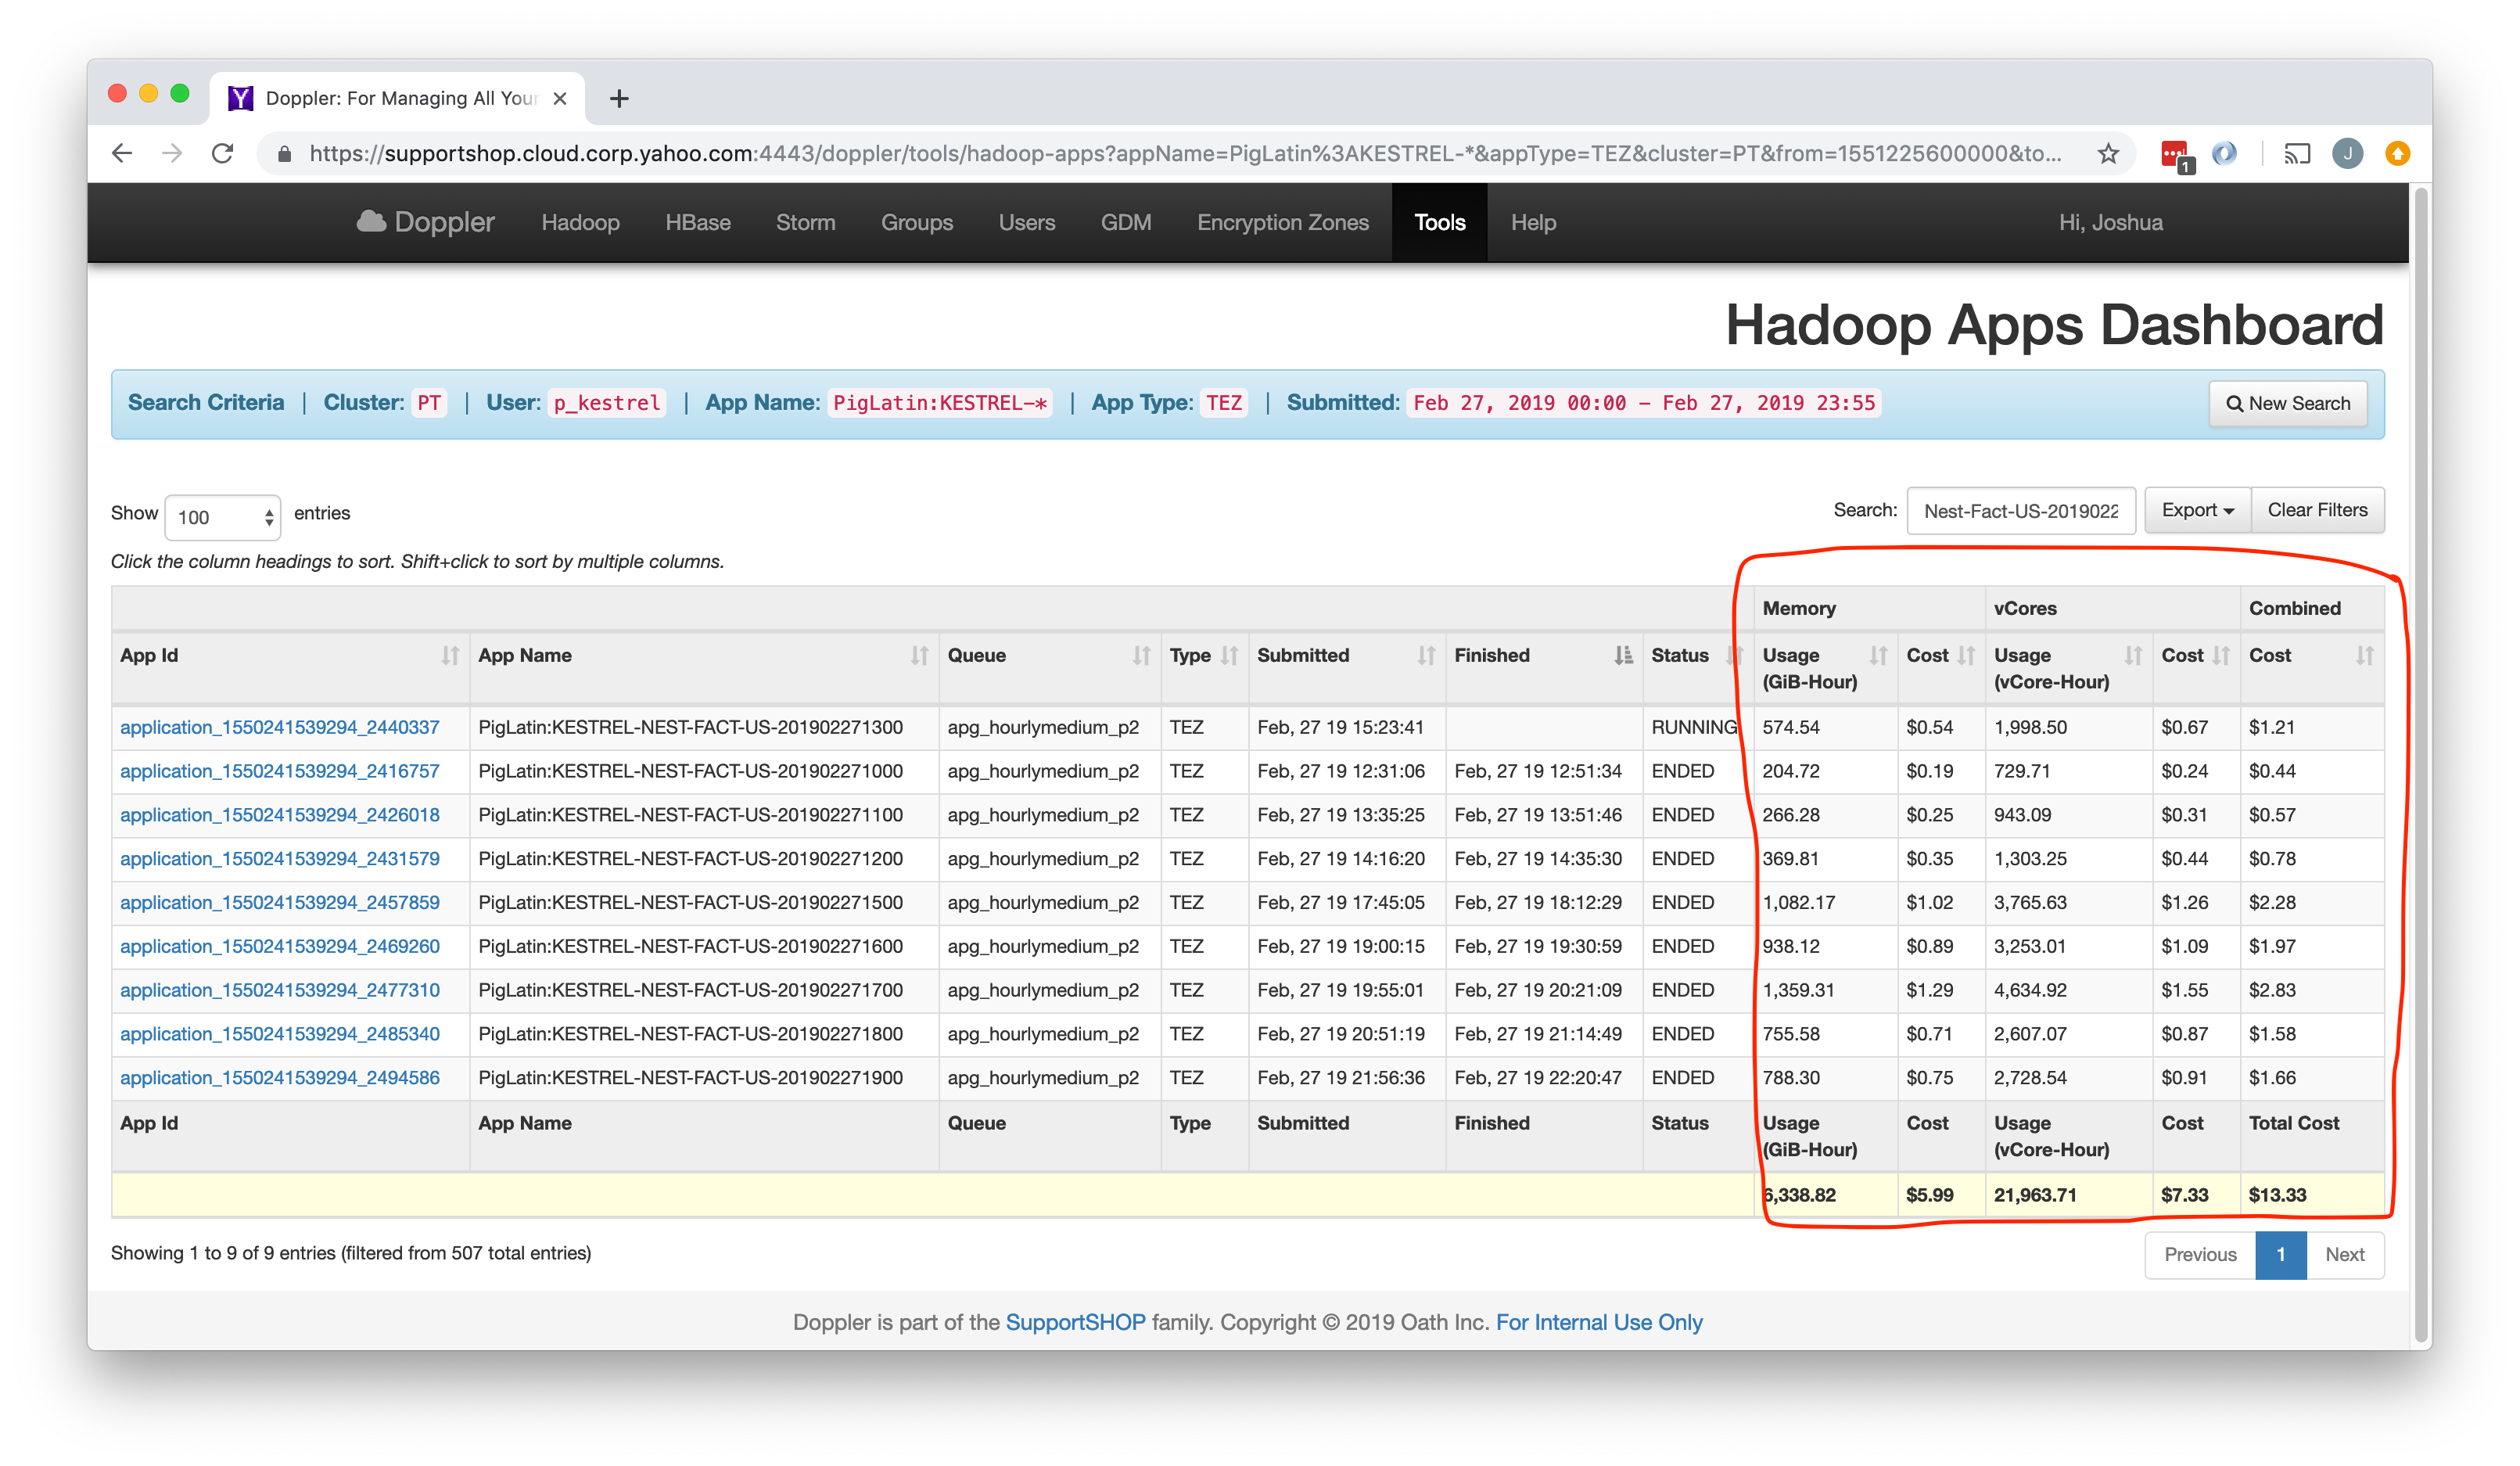 Doppler: For Managing All Your
https://supportshop.cloud.corp.yahoo.com:4443/doppler/tools/hadoop-apps?appName=PigLatin%3AKESTREL-*&appType=TEZ&cluster=PT&from=1551225600000&to...
1
J
Doppler Hadoop HBase Storm Groups Users GDM Encryption Zones Tools Help Hi, Joshua
Hadoop Apps Dashboard
Search Criteria | Cluster: PT | User: p_kestrel | App Name: PigLatin:KESTREL-* | App Type: TEZ | Submitted: Feb 27, 2019 00:00 - Feb 27, 2019 23:55 New Search
Show 100 entries Search: Nest-Fact-US-2019022 Export Clear Filters
Click the column headings to sort. Shift+click to sort by multiple columns.
Memory vCores Combined
App Id App Name Queue Type Submitted Finished Status Usage (GiB-Hour) Cost Usage (vCore-Hour) Cost Cost
application_1550241539294_2440337 PigLatin:KESTREL-NEST-FACT-US-201902271300 apg_hourlymedium_p2 TEZ Feb, 27 19 15:23:41 RUNNING 574.54 $0.54 1,998.50 $0.67 $1.21
application_1550241539294_2416757 PigLatin:KESTREL-NEST-FACT-US-201902271000 apg_hourlymedium_p2 TEZ Feb, 27 19 12:31:06 Feb, 27 19 12:51:34 ENDED 204.72 $0.19 729.71 $0.24 $0.44
application_1550241539294_2426018 PigLatin:KESTREL-NEST-FACT-US-201902271100 apg_hourlymedium_p2 TEZ Feb, 27 19 13:35:25 Feb, 27 19 13:51:46 ENDED 266.28 $0.25 943.09 $0.31 $0.57
application_1550241539294_2431579 PigLatin:KESTREL-NEST-FACT-US-201902271200 apg_hourlymedium_p2 TEZ Feb, 27 19 14:16:20 Feb, 27 19 14:35:30 ENDED 369.81 $0.35 1,303.25 $0.44 $0.78
application_1550241539294_2457859 PigLatin:KESTREL-NEST-FACT-US-201902271500 apg_hourlymedium_p2 TEZ Feb, 27 19 17:45:05 Feb, 27 19 18:12:29 ENDED 1,082.17 $1.02 3,765.63 $1.26 $2.28
application_1550241539294_2469260 PigLatin:KESTREL-NEST-FACT-US-201902271600 apg_hourlymedium_p2 TEZ Feb, 27 19 19:00:15 Feb, 27 19 19:30:59 ENDED 938.12 $0.89 3,253.01 $1.09 $1.97
application_1550241539294_2477310 PigLatin:KESTREL-NEST-FACT-US-201902271700 apg_hourlymedium_p2 TEZ Feb, 27 19 19:55:01 Feb, 27 19 20:21:09 ENDED 1,359.31 $1.29 4,634.92 $1.55 $2.83
application_1550241539294_2485340 PigLatin:KESTREL-NEST-FACT-US-201902271800 apg_hourlymedium_p2 TEZ Feb, 27 19 20:51:19 Feb, 27 19 21:14:49 ENDED 755.58 $0.71 2,607.07 $0.87 $1.58
application_1550241539294_2494586 PigLatin:KESTREL-NEST-FACT-US-201902271900 apg_hourlymedium_p2 TEZ Feb, 27 19 21:56:36 Feb, 27 19 22:20:47 ENDED 788.30 $0.75 2,728.54 $0.91 $1.66
App Id App Name Queue Type Submitted Finished Status Usage (GiB-Hour) Cost Usage (vCore-Hour) Cost Total Cost
6,338.82 $5.99 21,963.71 $7.33 $13.33
Showing 1 to 9 of 9 entries (filtered from 507 total entries) Previous 1 Next
Doppler is part of the SupportSHOP family. Copyright © 2019 Oath Inc. For Internal Use Only